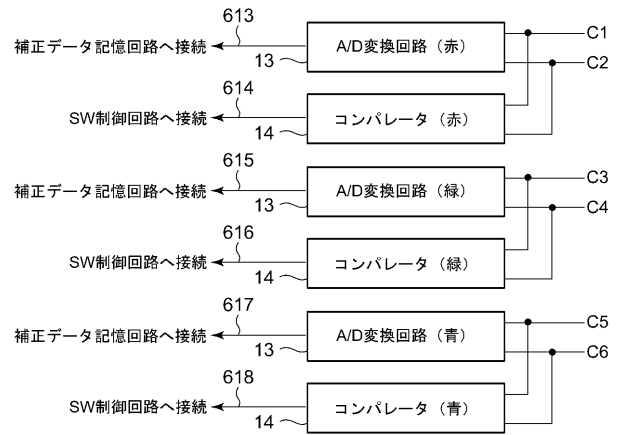 613
補正データ記憶回路へ接続
A/D変換回路（赤）
13
C1
C2
614
SW制御回路へ接続
コンパレータ（赤）
14
615
補正データ記憶回路へ接続
A/D変換回路（緑）
13
C3
C4
616
SW制御回路へ接続
コンパレータ（緑）
14
617
補正データ記憶回路へ接続
A/D変換回路（青）
13
C5
C6
618
SW制御回路へ接続
コンパレータ（青）
14